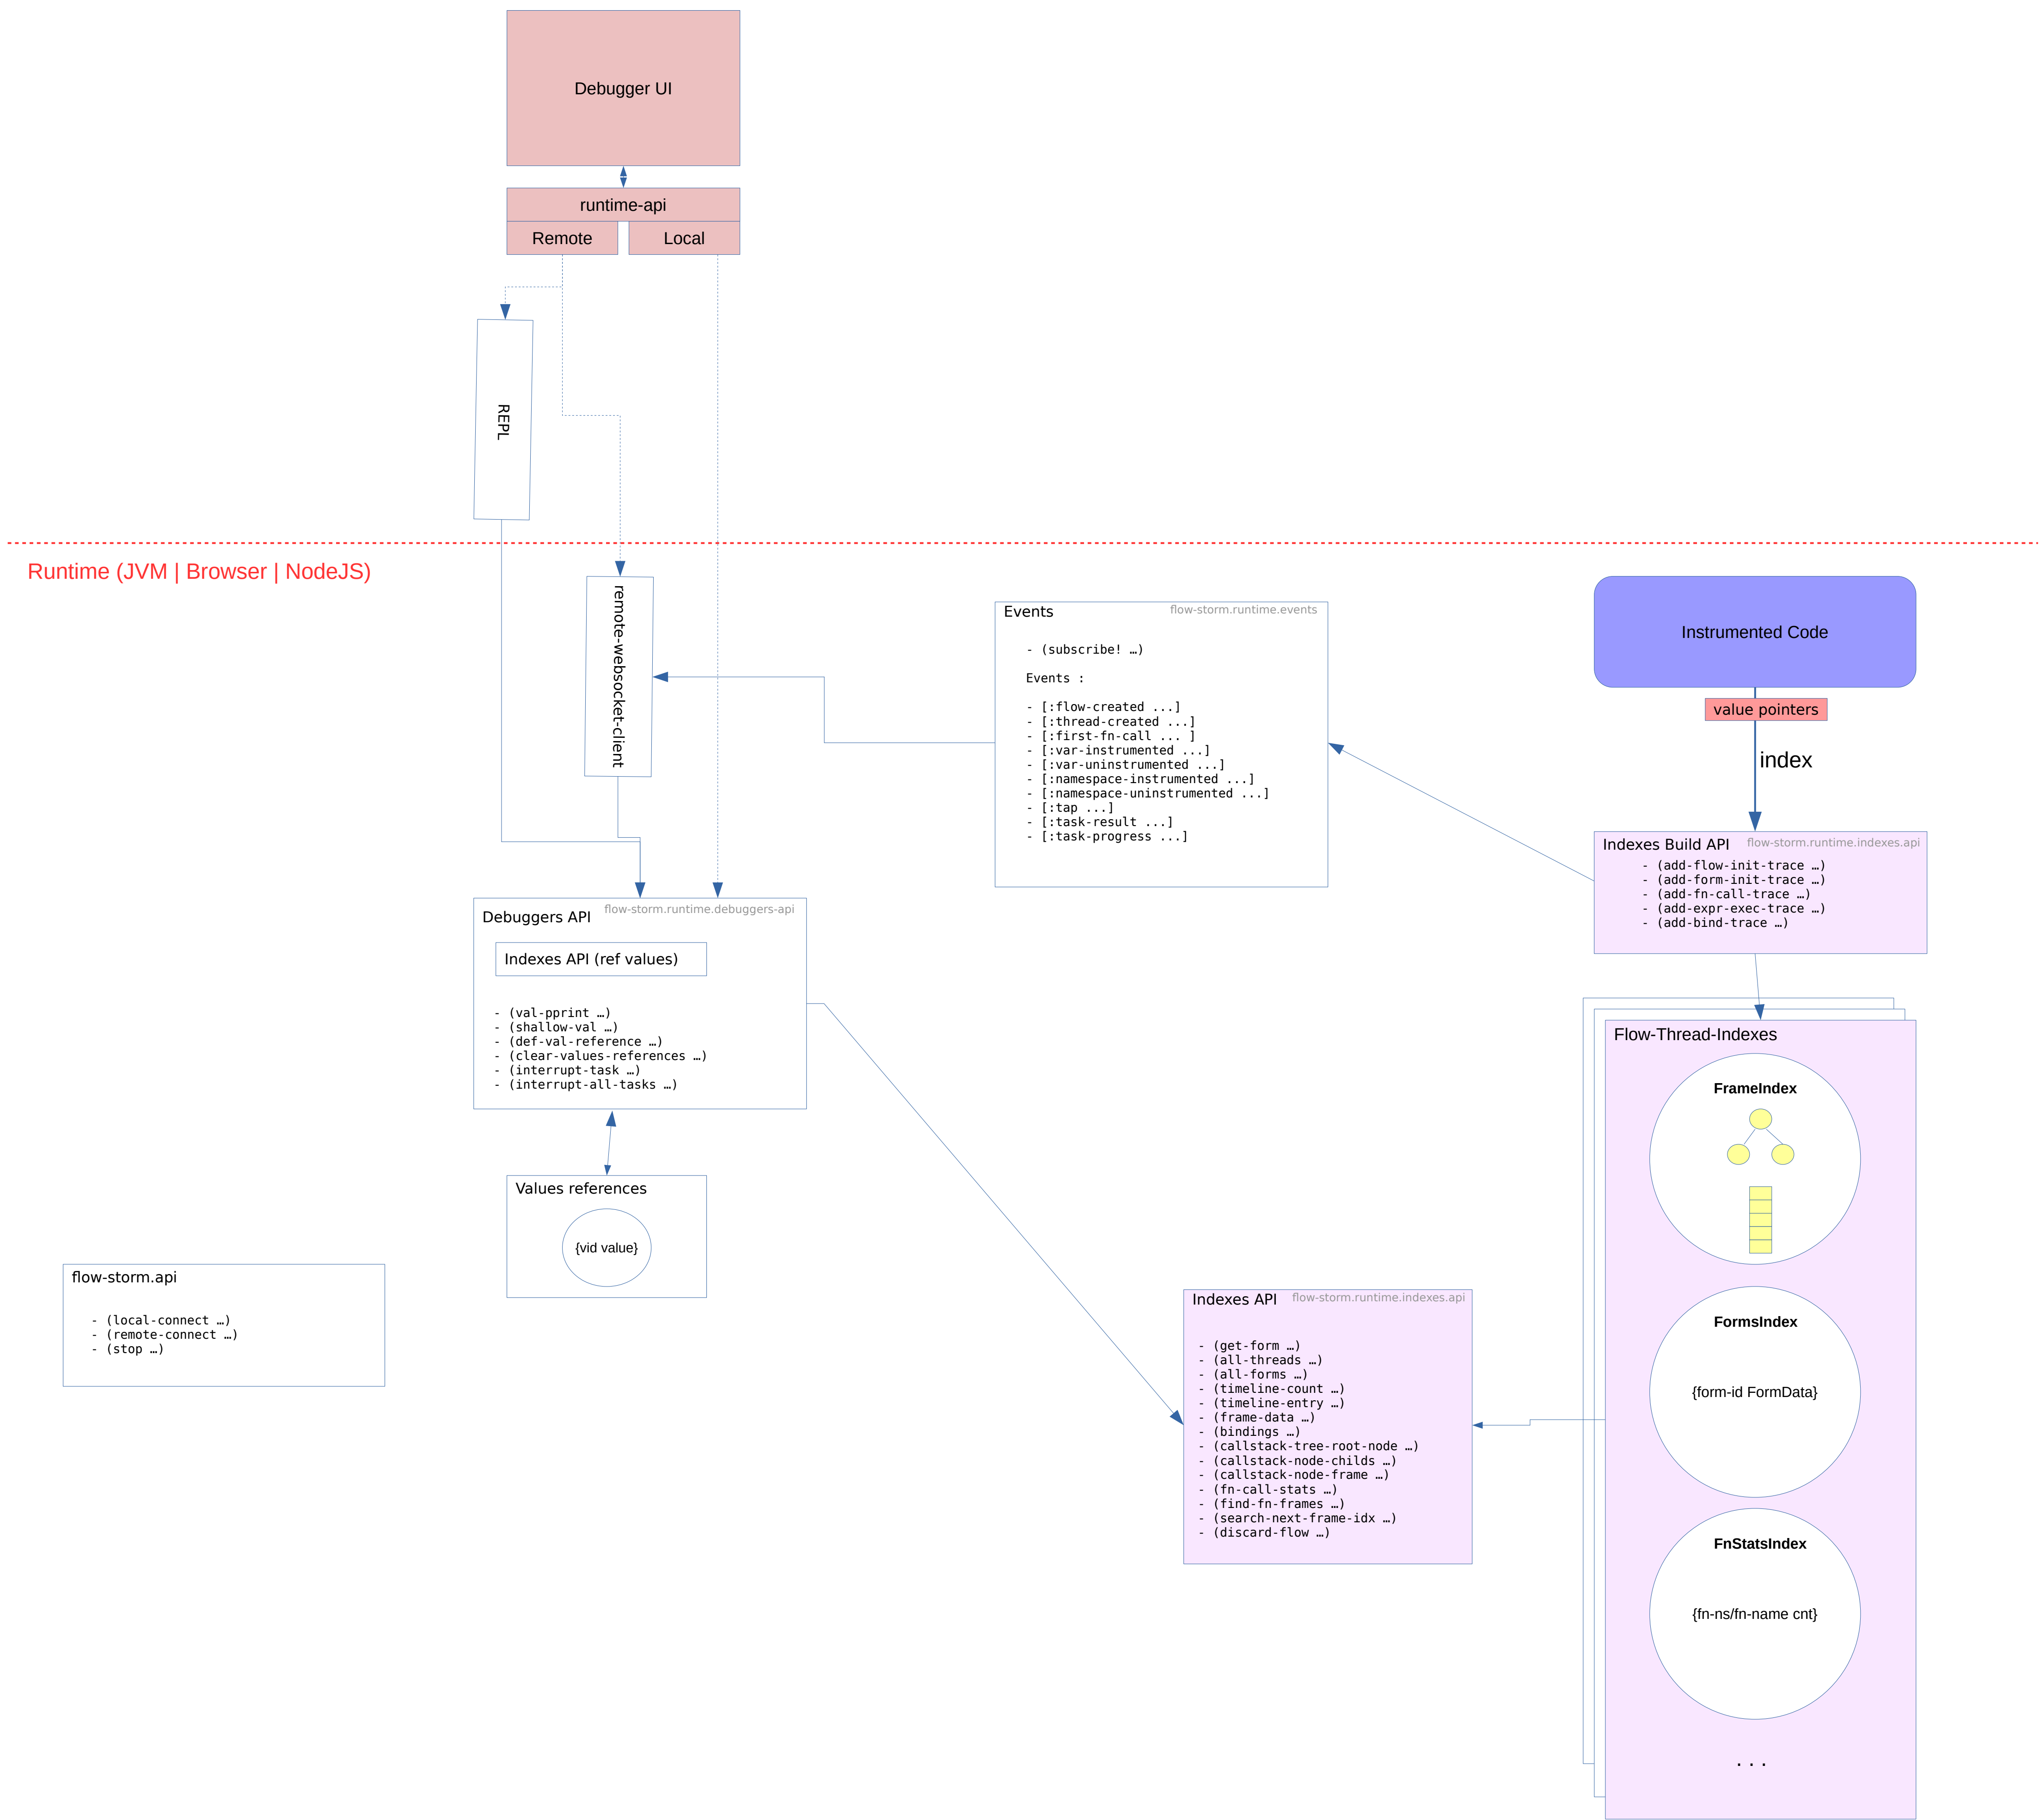 Debugger UI
runtime-api
Remote
Local
REPL
Runtime (JVM | Browser | NodeJS)
remote-websocket-client
Events
flow-storm.runtime.events
- (subscribe! …)
Events :
- [:flow-created ...]
- [:thread-created ...]
- [:first-fn-call ... ]
- [:var-instrumented ...]
- [:var-uninstrumented ...]
- [:namespace-instrumented ...]
- [:namespace-uninstrumented ...]
- [:tap ...]
- [:task-result ...]
- [:task-progress ...]
Instrumented Code
value pointers
index
Indexes Build API
flow-storm.runtime.indexes.api
- (add-flow-init-trace …)
- (add-form-init-trace …)
- (add-fn-call-trace …)
- (add-expr-exec-trace …)
- (add-bind-trace …)
Debuggers API
flow-storm.runtime.debuggers-api
Indexes API (ref values)
- (val-pprint …)
- (shallow-val …)
- (def-val-reference …)
- (clear-values-references …)
- (interrupt-task …)
- (interrupt-all-tasks …)
Values references
{vid value}
flow-storm.api
- (local-connect …)
- (remote-connect …)
- (stop …)
Indexes API
flow-storm.runtime.indexes.api
- (get-form …)
- (all-threads …)
- (all-forms …)
- (timeline-count …)
- (timeline-entry …)
- (frame-data …)
- (bindings …)
- (callstack-tree-root-node …)
- (callstack-node-childs …)
- (callstack-node-frame …)
- (fn-call-stats …)
- (find-fn-frames …)
- (search-next-frame-idx …)
- (discard-flow …)
Flow-Thread-Indexes
FrameIndex
FormsIndex
{form-id FormData}
FnStatsIndex
{fn-ns/fn-name cnt}
. . .